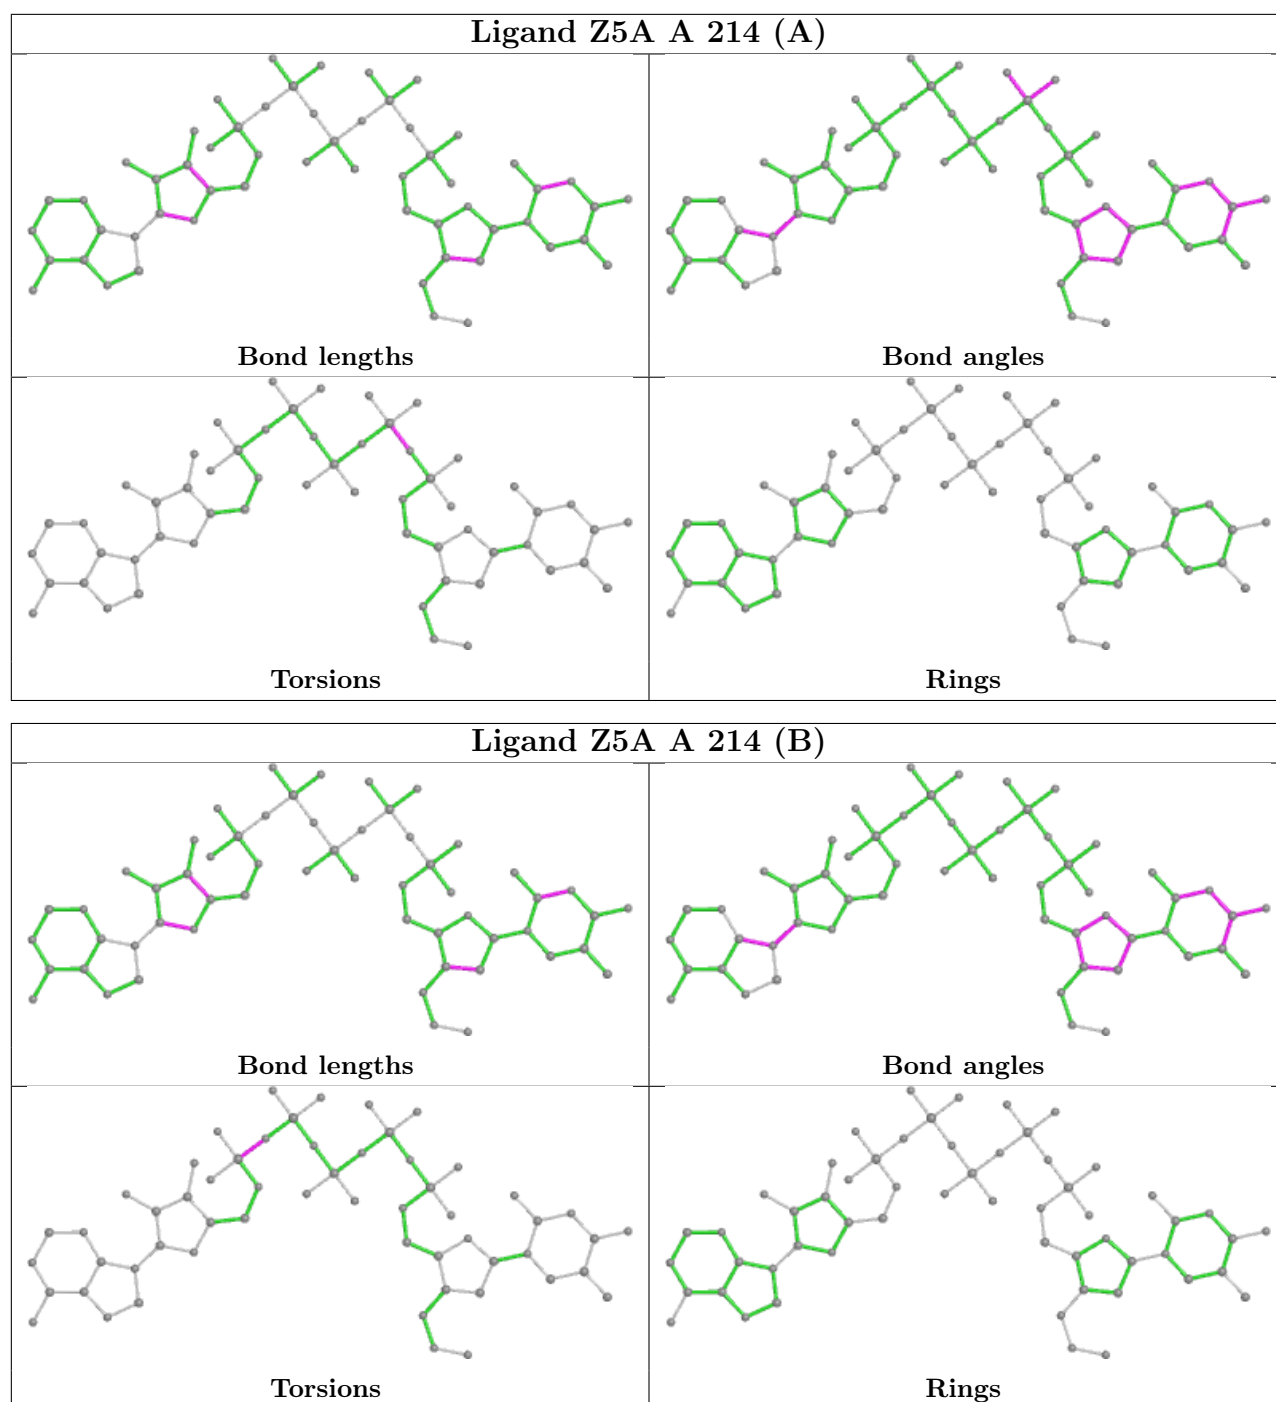 Ligand Z5A A 214 (A)
Bond lengths
Bond angles
Torsions
Rings
Ligand Z5A A 214 (B)
Bond lengths
Bond angles
Torsions
Rings